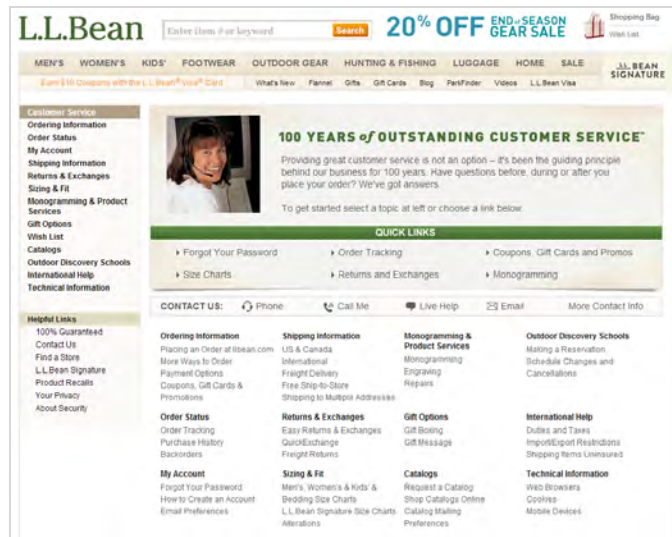 L.L.Bean
Enter item # or keyword
Search
20% OFF END of SEASON GEAR SALE
Shopping Bag
Wish List
MEN'S WOMEN'S KIDS' FOOTWEAR OUTDOOR GEAR HUNTING & FISHING LUGGAGE HOME SALE
L.L.BEAN
SIGNATURE
Earn $10 Coupons with the L.L.Bean® Visa® Card What's New Flannel Gifts Gift Cards Blog ParkFinder Videos L.L.Bean Visa
Customer Service
Ordering Information
Order Status
My Account
Shipping Information
Returns & Exchanges
Sizing & Fit
Monogramming & Product
Services
Gift Options
Wish List
Catalogs
Outdoor Discovery Schools
International Help
Technical Information
Helpful Links
100% Guaranteed
Contact Us
Find a Store
L.L.Bean Signature
Product Recalls
Your Privacy
About Security
100 YEARS of OUTSTANDING CUSTOMER SERVICE™
Providing great customer service is not an option – it's been the guiding principle
behind our business for 100 years. Have questions before, during or after you
place your order? We've got answers.
To get started select a topic at left or choose a link below.
QUICK LINKS
Forgot Your Password Order Tracking Coupons, Gift Cards and Promos
Size Charts Returns and Exchanges Monogramming
CONTACT US: Phone Call Me Live Help Email More Contact Info
Ordering Information
Placing an Order at llbean.com
More Ways to Order
Payment Options
Coupons, Gift Cards &
Promotions
Shipping Information
US & Canada
International
Freight Delivery
Free Ship-to-Store
Shipping to Multiple Addresses
Monogramming &
Product Services
Monogramming
Engraving
Repairs
Outdoor Discovery Schools
Making a Reservation
Schedule Changes and
Cancellations
Order Status
Order Tracking
Purchase History
Backorders
Returns & Exchanges
Easy Returns & Exchanges
QuickExchange
Freight Returns
Gift Options
Gift Boxing
Gift Message
International Help
Duties and Taxes
Import/Export Restrictions
Shipping Items Uninsured
My Account
Forgot Your Password
How to Create an Account
Email Preferences
Sizing & Fit
Men's, Women's & Kids' &
Bedding Size Charts
L.L.Bean Signature Size Charts
Alterations
Catalogs
Request a Catalog
Shop Catalogs Online
Catalog Mailing
Preferences
Technical Information
Web Browsers
Cookies
Mobile Devices